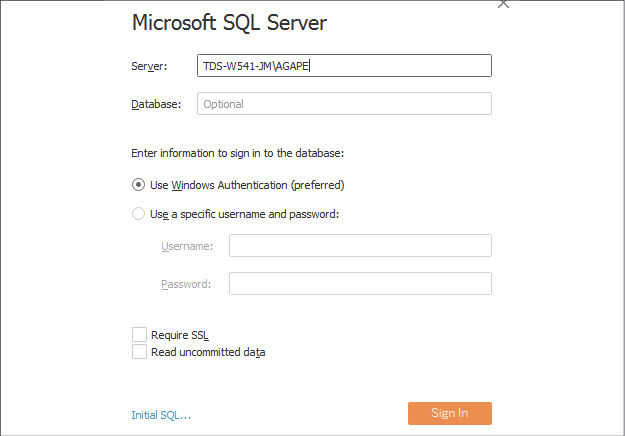 Microsoft SQL Server
Server: TDS-W541-JM\AGAPE
Database: Optional
Enter information to sign in to the database:
Use Windows Authentication (preferred)
Use a specific username and password:
Username:
Password:
Require SSL
Read uncommitted data
Initial SQL... Sign In